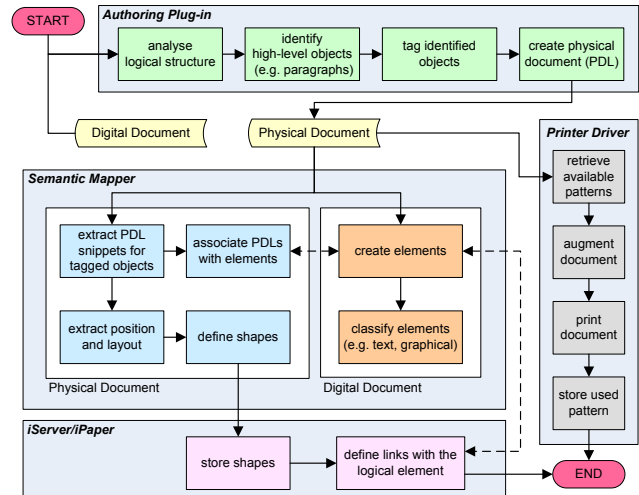 START
Authoring Plug-in
analyse
logical structure
identify
high-level objects
(e.g. paragraphs)
tag identified
objects
create physical
document (PDL)
Digital Document
Physical Document
Printer Driver
retrieve
available
patterns
augment
document
print
document
store used
pattern
Semantic Mapper
extract PDL
snippets for
tagged objects
associate PDLs
with elements
create elements
extract position
and layout
define shapes
classify elements
(e.g. text, graphical)
Physical Document
Digital Document
iServer/iPaper
store shapes
define links with the
logical element
END